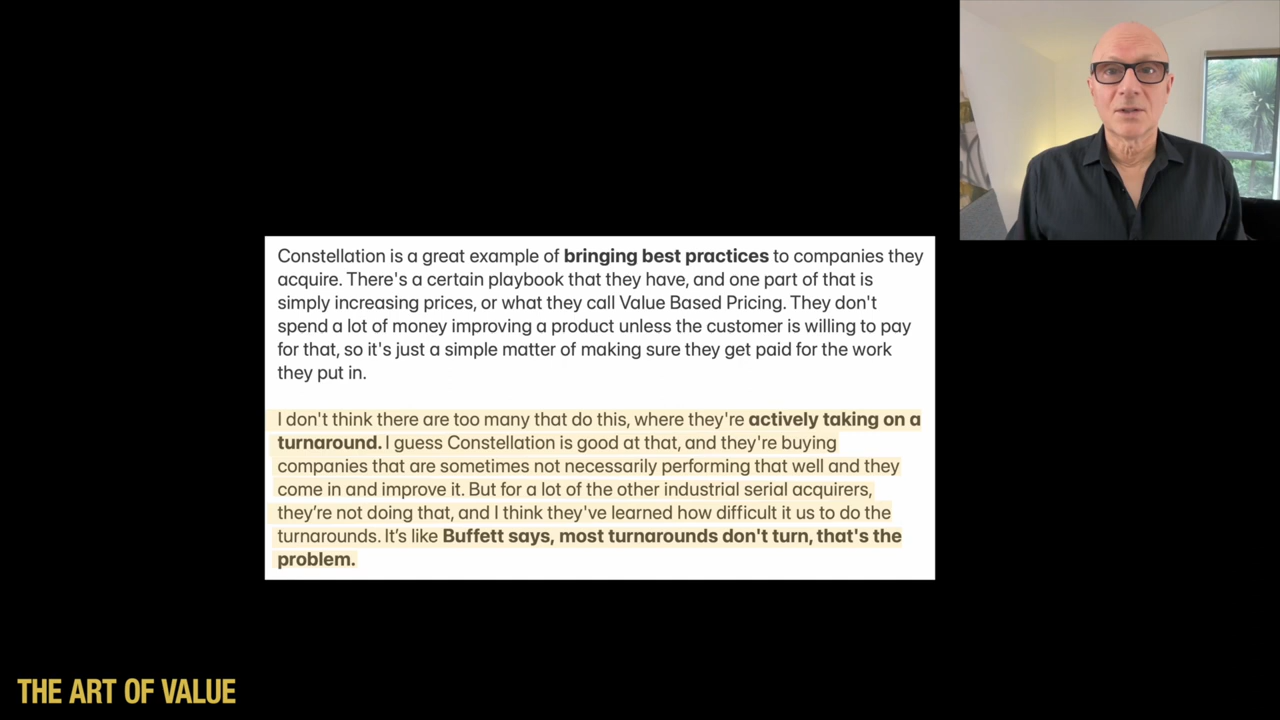 Constellation is a great example of bringing best practices to companies they
acquire. There's a certain playbook that they have, and one part of that is
simply increasing prices, or what they call Value Based Pricing. They don't
spend a lot of money improving a product unless the customer is willing to pay
for that, so it's just a simple matter of making sure they get paid for the work
they put in.
I don't think there are too many that do this, where they're actively taking on a
turnaround. I guess Constellation is good at that, and they're buying
companies that are sometimes not necessarily performing that well and they
come in and improve it. But for a lot of the other industrial serial acquirers,
they’re not doing that, and I think they've learned how difficult it us to do the
turnarounds. It’s like Buffett says, most turnarounds don't turn, that's the
problem.
THE ART OF VALUE